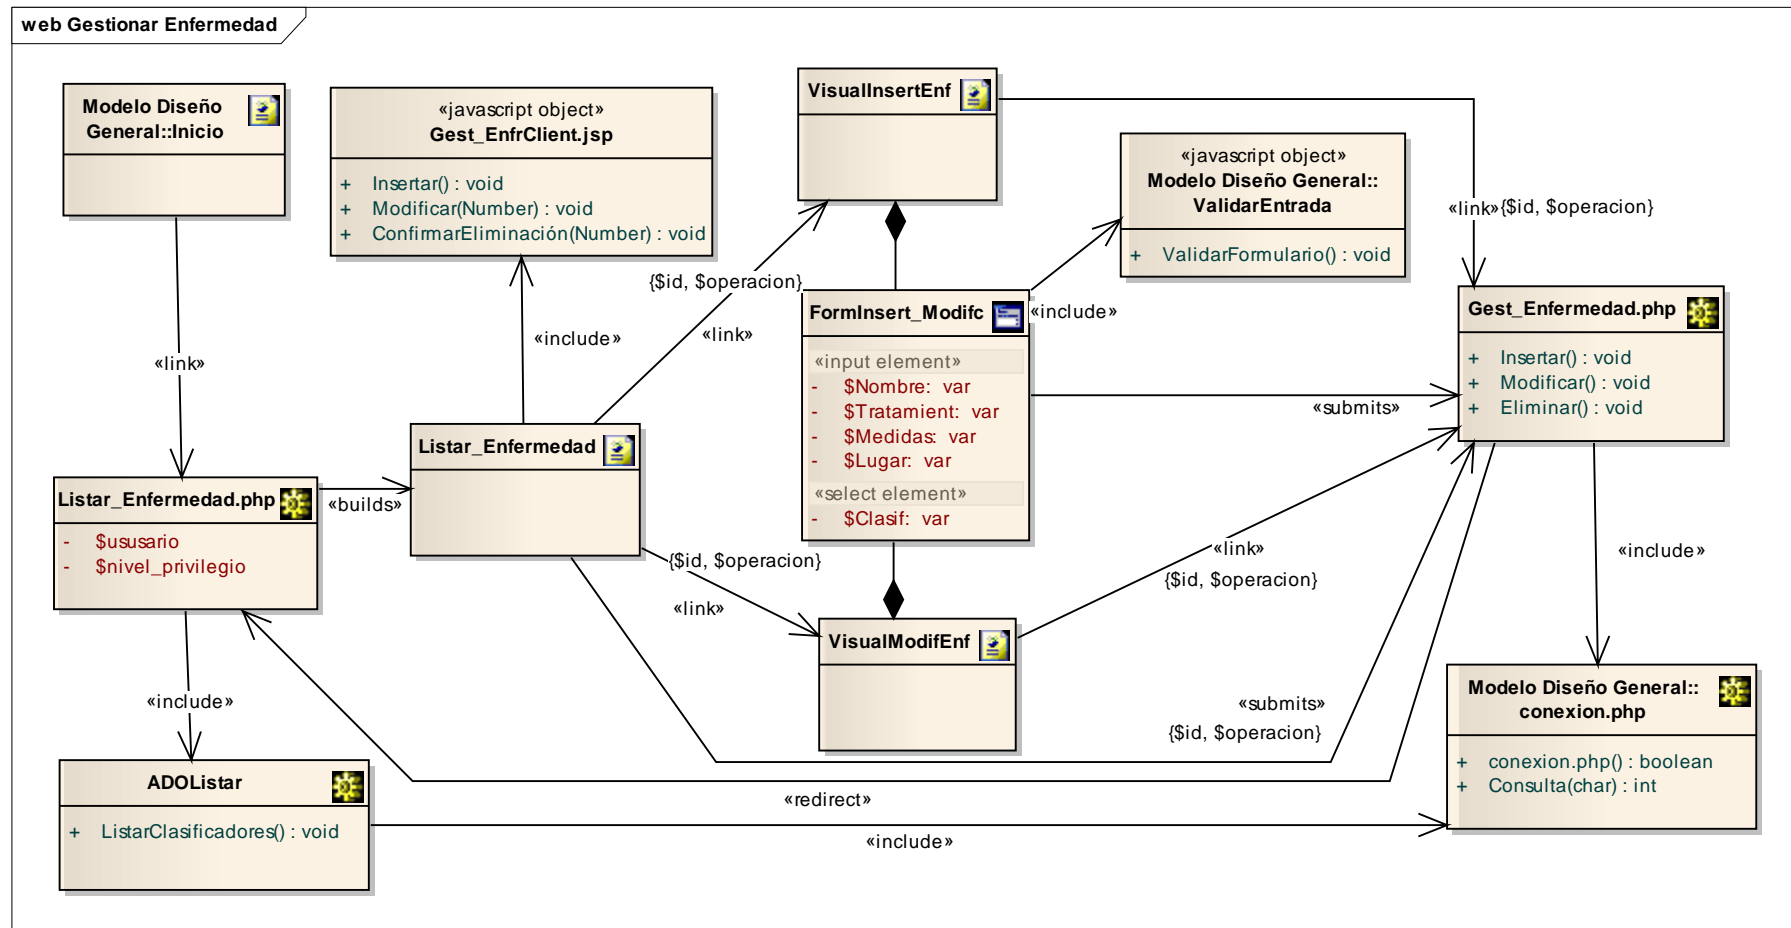 web Gestionar Enfermedad
Modelo Diseño
General::Inicio
«javascript object»
Gest_EnfrClient.jsp
+ Insertar() : void
+ Modificar(Number) : void
+ ConfirmarEliminación(Number) : void
VisualInsertEnf
«javascript object»
Modelo Diseño General::
ValidarEntrada
+ ValidarFormulario() : void
«link»
{$id, $operacion}
{$id, $operacion}
«link»
«include»
«include»
«link»
FormInsert_Modifc
«input element»
- $Nombre: var
- $Tratamient: var
- $Medidas: var
- $Lugar: var
«select element»
- $Clasif: var
Gest_Enfermedad.php
+ Insertar() : void
+ Modificar() : void
+ Eliminar() : void
«submits»
Listar_Enfermedad
Listar_Enfermedad.php
- $ususario
- $nivel_privilegio
«builds»
{$id, $operacion}
«link»
«link»
{$id, $operacion}
«include»
VisualModifEnf
«include»
«submits»
{$id, $operacion}
Modelo Diseño General::
conexion.php
+ conexion.php() : boolean
+ Consulta(char) : int
ADOListar
+ ListarClasificadores() : void
«redirect»
«include»